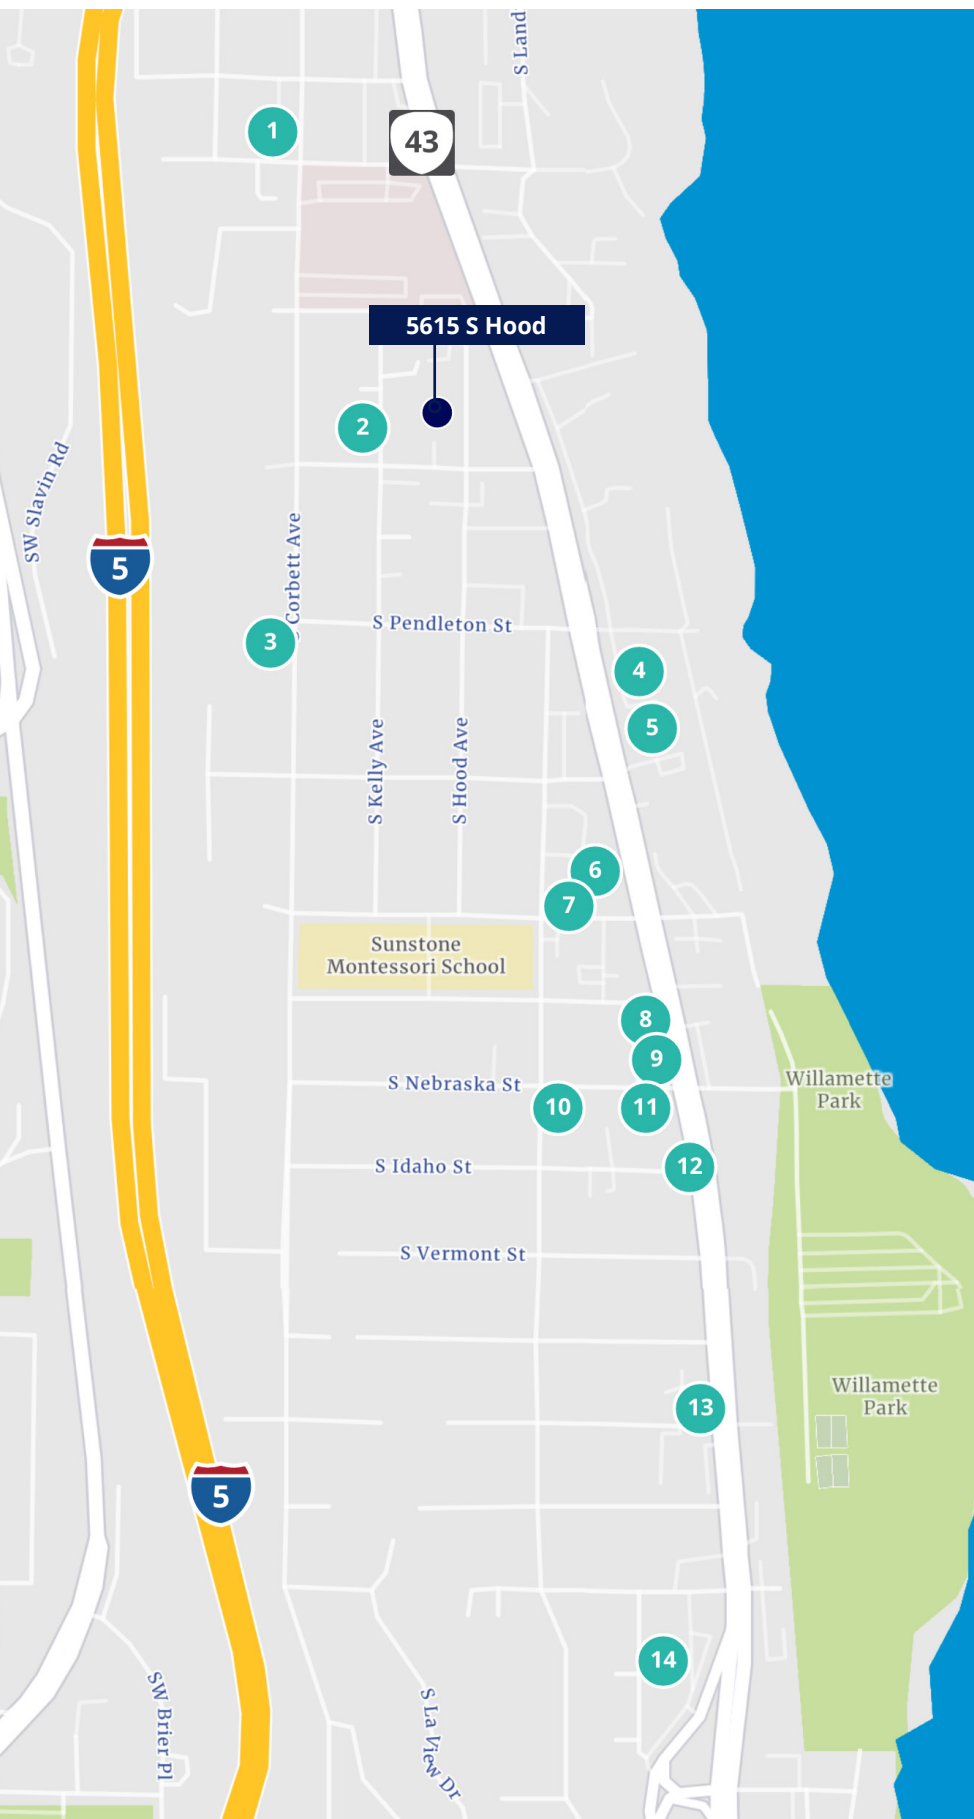 S Land
1
43
5615 S Hood
2
SW Slavin Rd
Corbett Ave
5
S Pendleton St
3
4
5
S Kelly Ave
S Hood Ave
6
7
Sunstone
Montessori School
8
9
S Nebraska St
Willamette
Park
10
11
S Idaho St
12
S Vermont St
Willamette
Park
13
5
14
SW Brier Pl
S La View Dr